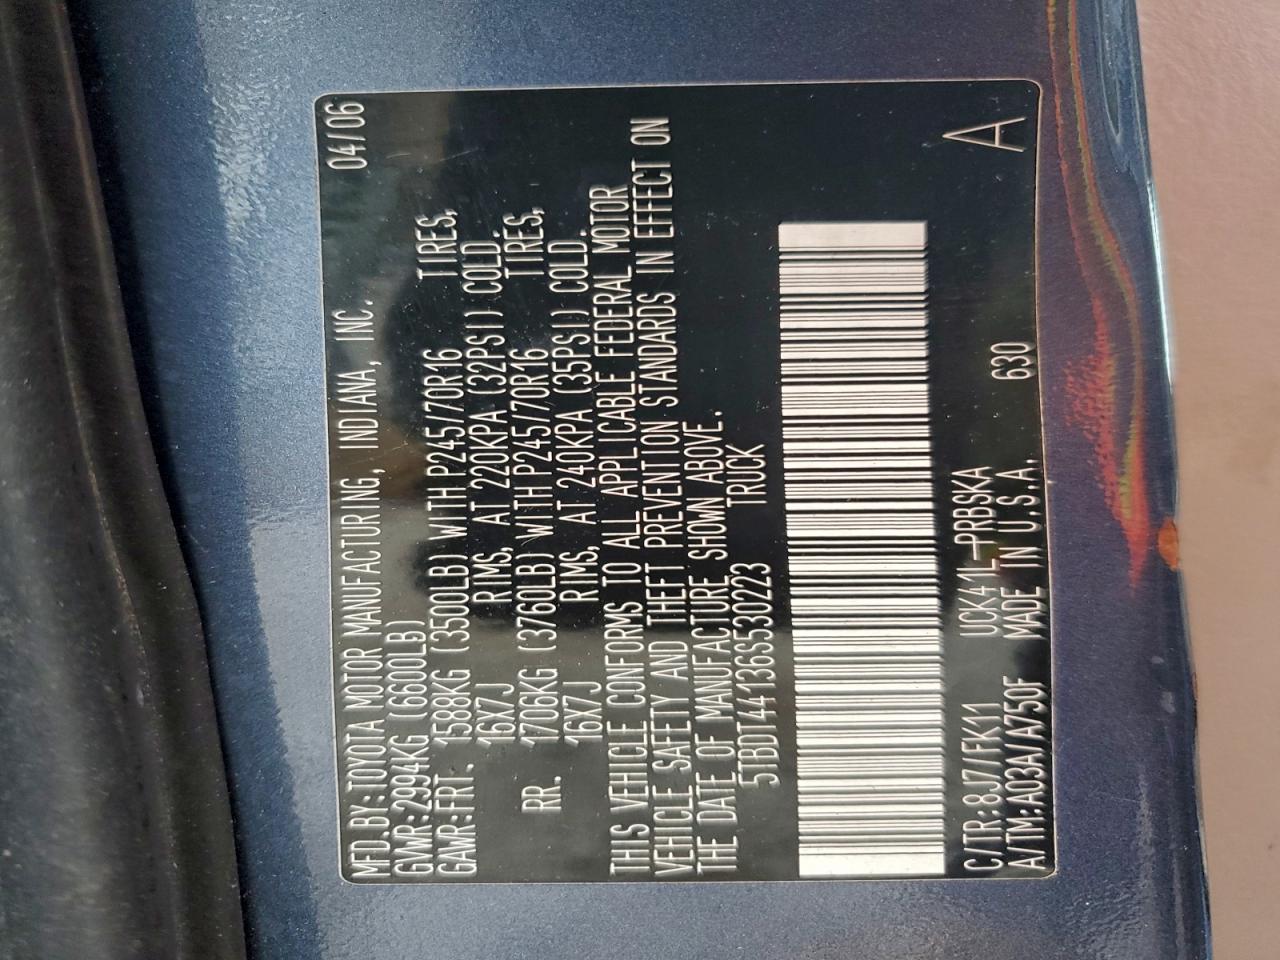 MFD.BY:TOYOTA MOTOR MANUFACTURING, INDIANA, INC. 04/06
GVWR:2994KG (6600LB)
GAWR:FRT. 1588KG (3500LB) WITH P245/70R16 TIRES,
16X7J RIMS, AT 220KPA (32PSI) COLD.
RR. 1706KG (3760LB) WITH P245/70R16 TIRES,
16X7J RIMS, AT 240KPA (35PSI) COLD.
THIS VEHICLE CONFORMS TO ALL APPLICABLE FEDERAL MOTOR
VEHICLE SAFETY AND THEFT PREVENTION STANDARDS IN EFFECT ON
THE DATE OF MANUFACTURE SHOWN ABOVE.
5TBDT44136S530223 TRUCK
C/TR:8J7/FK11 UCK41L-PRBSKA A
A/TM:A03A/A750F MADE IN U.S.A. 630